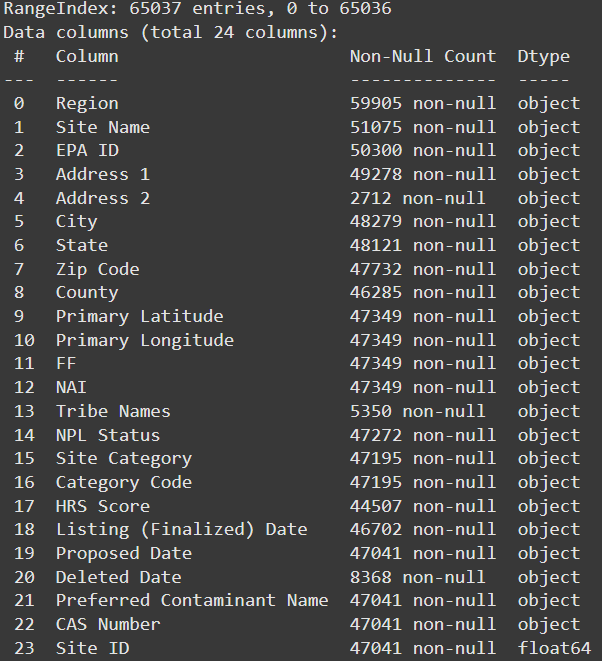 RangeIndex: 65037 entries, 0 to 65036
Data columns (total 24 columns):
 #   Column                      Non-Null Count  Dtype
---  ------                      --------------  -----
 0   Region                      59905 non-null  object
 1   Site Name                   51075 non-null  object
 2   EPA ID                      50300 non-null  object
 3   Address 1                   49278 non-null  object
 4   Address 2                   2712 non-null   object
 5   City                        48279 non-null  object
 6   State                       48121 non-null  object
 7   Zip Code                    47732 non-null  object
 8   County                      46285 non-null  object
 9   Primary Latitude            47349 non-null  object
 10  Primary Longitude           47349 non-null  object
 11  FF                          47349 non-null  object
 12  NAI                         47349 non-null  object
 13  Tribe Names                 5350 non-null   object
 14  NPL Status                  47272 non-null  object
 15  Site Category               47195 non-null  object
 16  Category Code               47195 non-null  object
 17  HRS Score                   44507 non-null  object
 18  Listing (Finalized) Date    46702 non-null  object
 19  Proposed Date               47041 non-null  object
 20  Deleted Date                8368 non-null   object
 21  Preferred Contaminant Name  47041 non-null  object
 22  CAS Number                  47041 non-null  object
 23  Site ID                     47041 non-null  float64